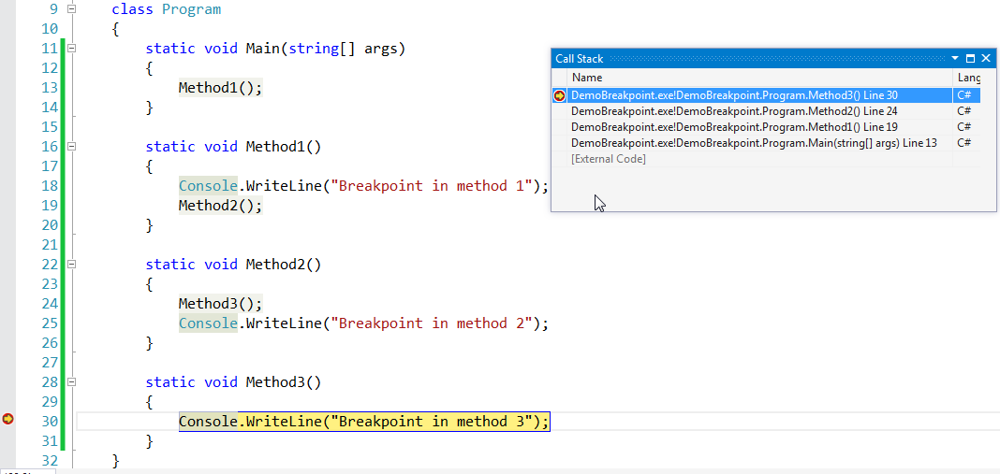 9 class Program
10 {
11 static void Main(string[] args)
12 {
13 Method1();
14 }
15
16 static void Method1()
17 {
18 Console.WriteLine("Breakpoint in method 1");
19 Method2();
20 }
21
22 static void Method2()
23 {
24 Method3();
25 Console.WriteLine("Breakpoint in method 2");
26 }
27
28 static void Method3()
29 {
30 Console.WriteLine("Breakpoint in method 3");
31 }
32 }
Call Stack
Name Lang
DemoBreakpoint.exe!DemoBreakpoint.Program.Method3() Line 30 C#
DemoBreakpoint.exe!DemoBreakpoint.Program.Method2() Line 24 C#
DemoBreakpoint.exe!DemoBreakpoint.Program.Method1() Line 19 C#
DemoBreakpoint.exe!DemoBreakpoint.Program.Main(string[] args) Line 13 C#
[External Code]